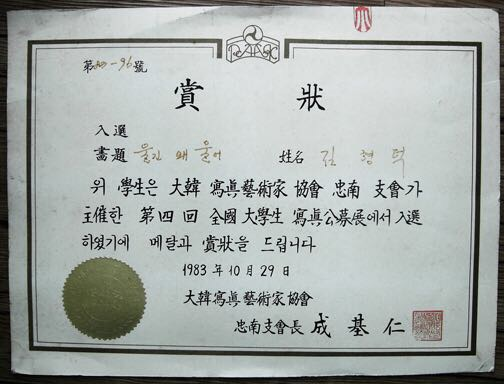 第 -96號
賞 狀
入選
畵題 울긴 왜 울어 姓名 김 형 덕
위 學生은 大韓 寫眞藝術家 協會 忠南 支會가
主催한 第四回 全國 大學生 寫眞公募展에서 入選
하였기에 메달과 賞狀을 드립니다
1983 年 10 月 29 日
大韓寫眞藝術家協會
忠南支會長 成基仁